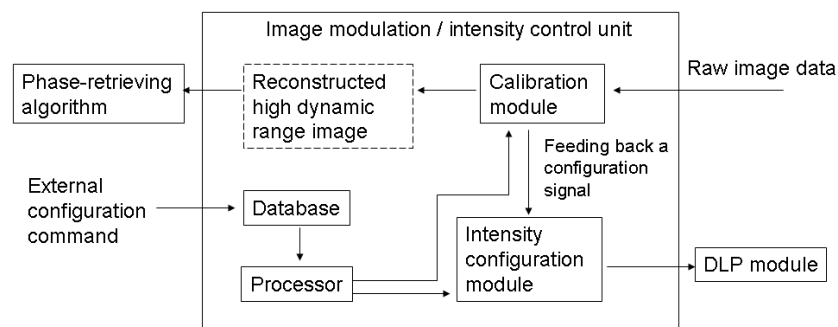 Image modulation / intensity control unit
Phase-retrieving
algorithm
Reconstructed
high dynamic
range image
Calibration
module
Raw image data
Feeding back a
configuration
signal
External
configuration
command
Database
Intensity
configuration
module
DLP module
Processor